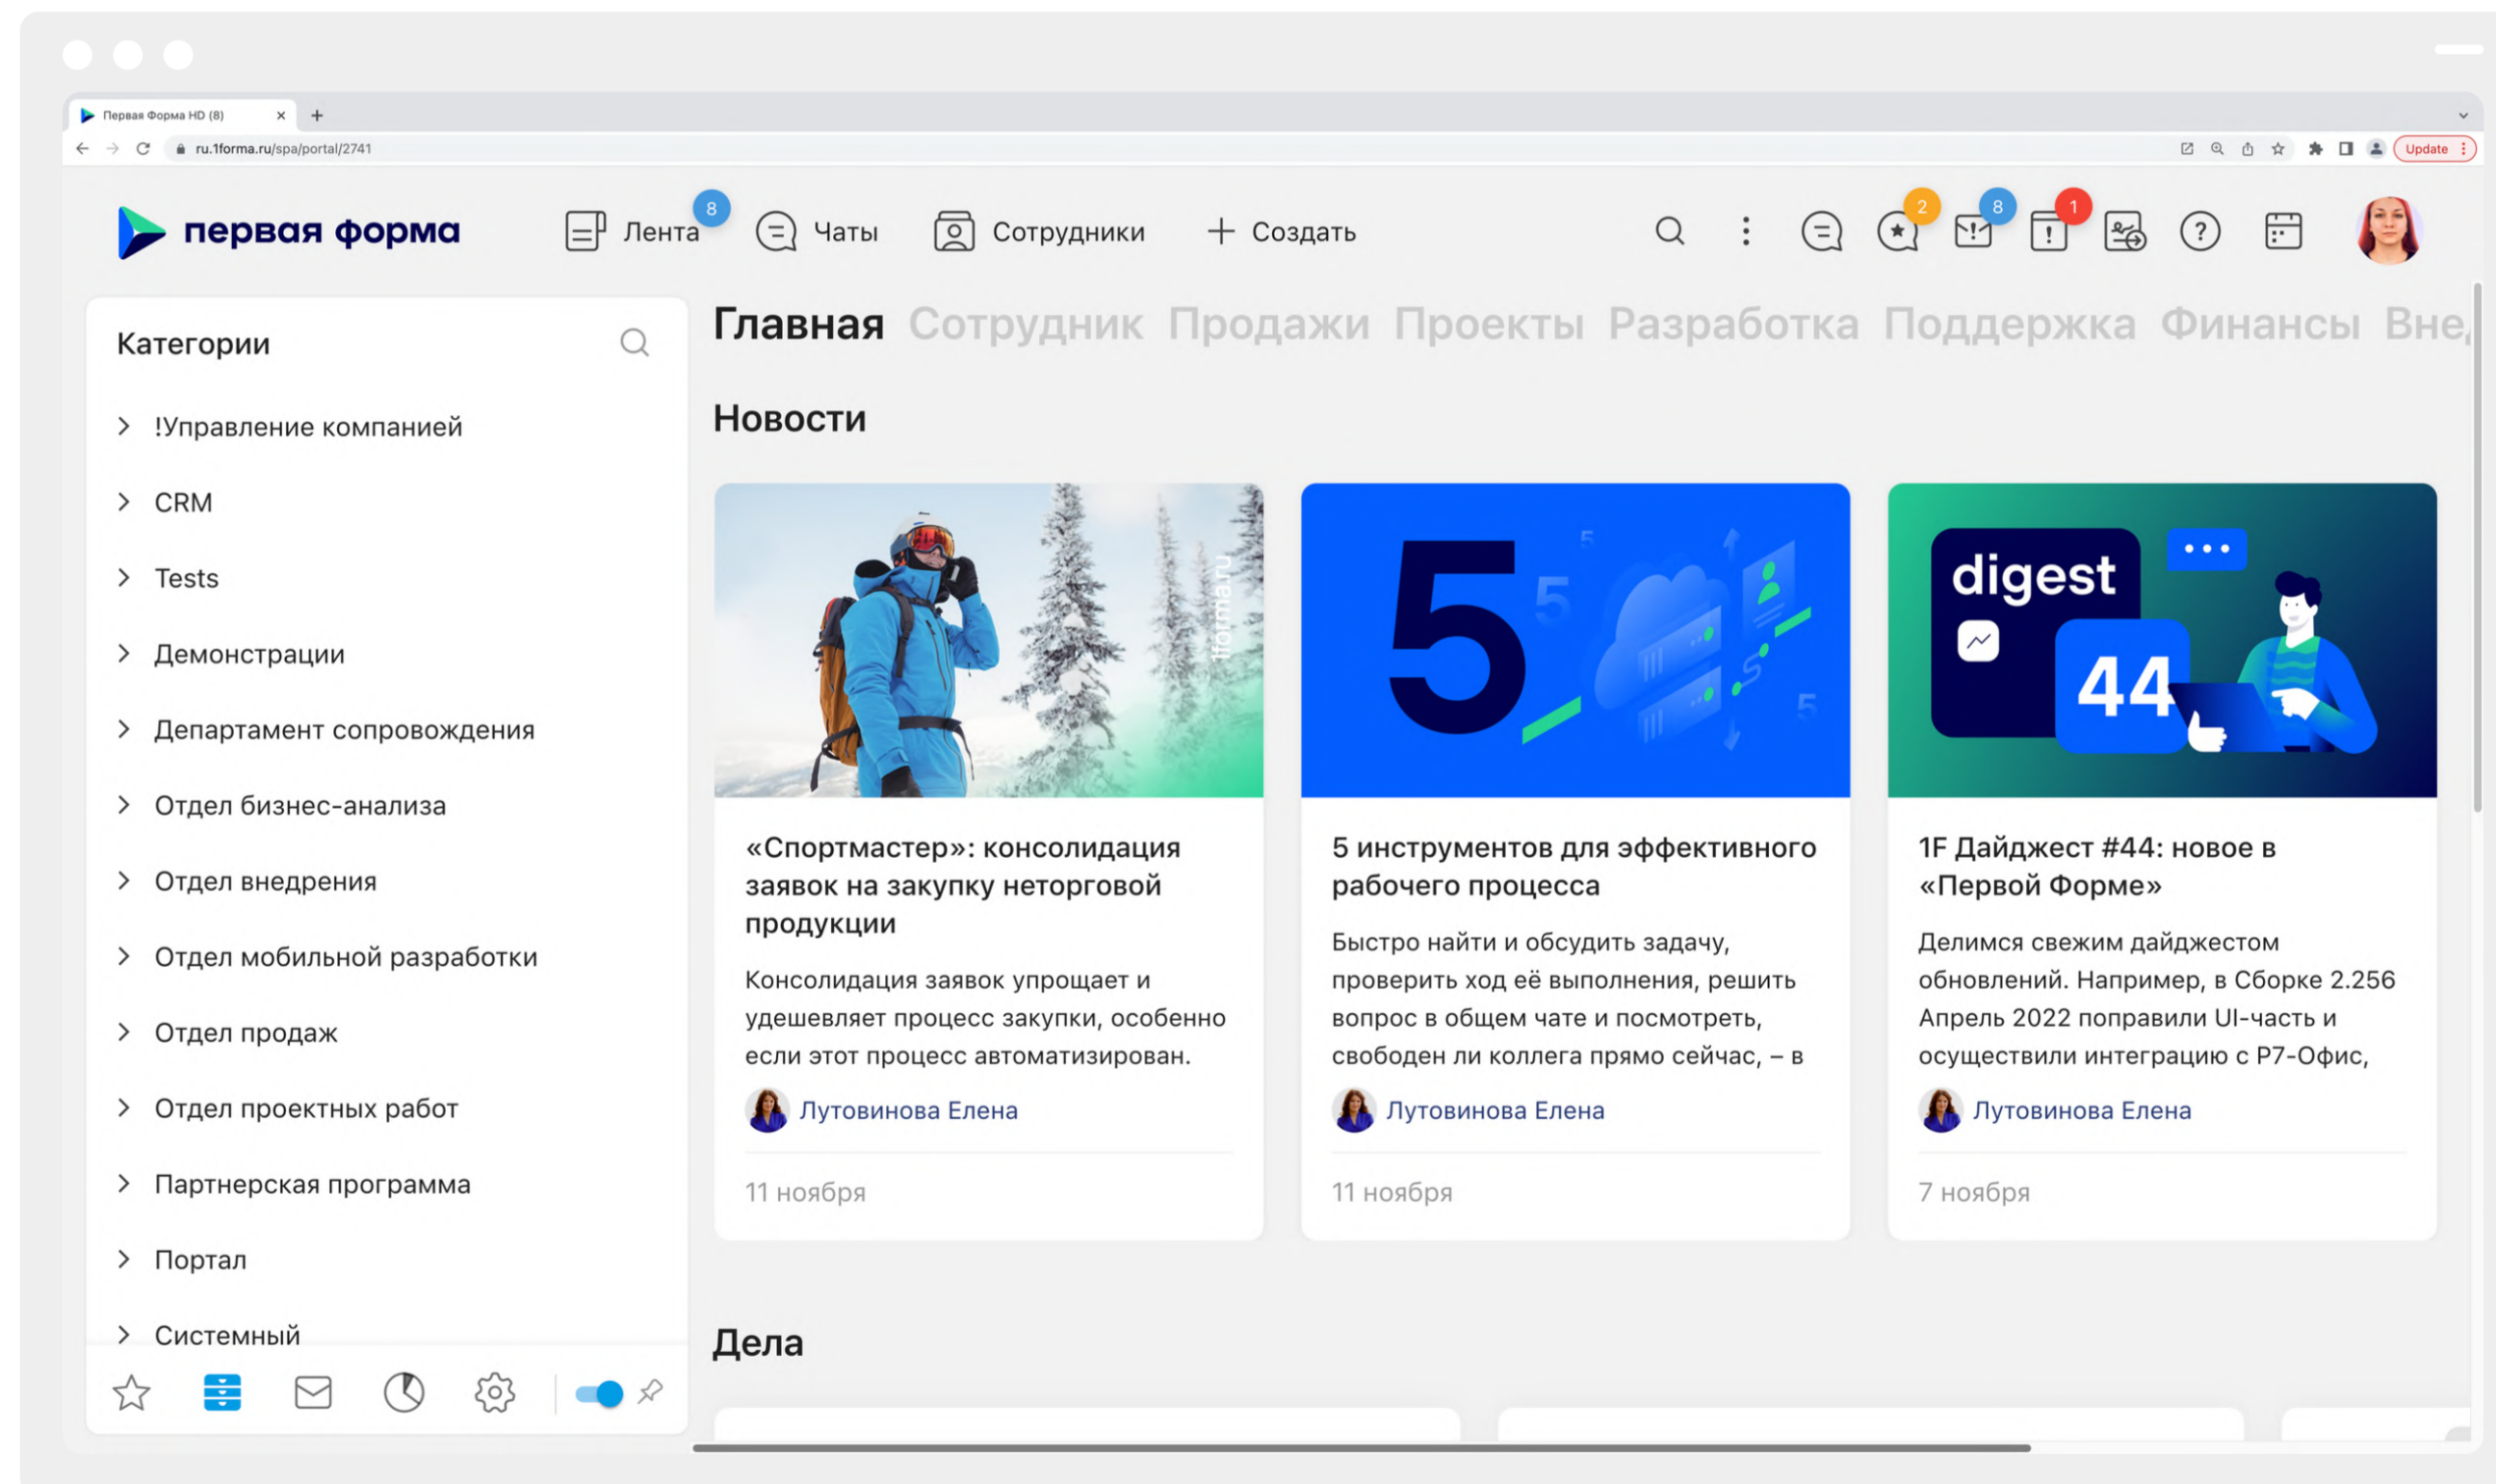 Первая Форма HD (8)
ru.1forma.ru/spa/portal/2741
Update
первая форма
Лента
8
Чаты
Сотрудники
Создать
2
8
1
Категории
!Управление компанией
CRM
Tests
Демонстрации
Департамент сопровождения
Отдел бизнес-анализа
Отдел внедрения
Отдел мобильной разработки
Отдел продаж
Отдел проектных работ
Партнерская программа
Портал
Системный
Главная Сотрудник Продажи Проекты Разработка Поддержка Финансы
Новости
1forma.ru
«Спортмастер»: консолидация
заявок на закупку неторговой
продукции
Консолидация заявок упрощает и
удешевляет процесс закупки, особенно
если этот процесс автоматизирован.
Лутовинова Елена
11 ноября
5
5
5
5
5 инструментов для эффективного
рабочего процесса
Быстро найти и обсудить задачу,
проверить ход её выполнения, решить
вопрос в общем чате и посмотреть,
свободен ли коллега прямо сейчас, – в
Лутовинова Елена
11 ноября
digest
44
1F Дайджест #44: новое в
«Первой Форме»
Делимся свежим дайджестом
обновлений. Например, в Сборке 2.256
Апрель 2022 поправили UI-часть и
осуществили интеграцию с Р7-Офис,
Лутовинова Елена
7 ноября
Дела